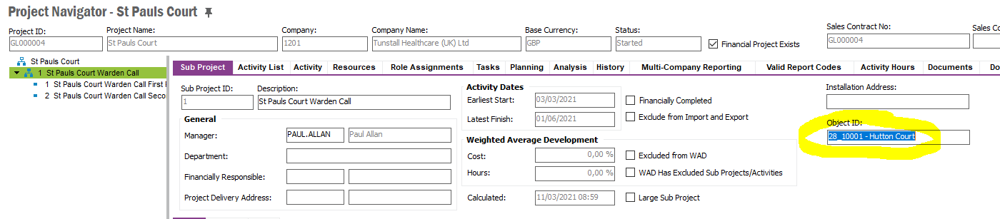 Project Navigator - St Pauls Court
Project ID: Project Name: Company: Company Name: Base Currency: Status: Sales Contract No: Sales Co
GL000004 St Pauls Court 1201 Tunstall Healthcare (UK) Ltd GBP Started Financial Project Exists GL000004
St Pauls Court
1 St Pauls Court Warden Call
1 St Pauls Court Warden Call First F
2 St Pauls Court Warden Call Seco
Sub Project Activity List Activity Resources Role Assignments Tasks Planning Analysis History Multi-Company Reporting Valid Report Codes Activity Hours Documents Do
Sub Project ID: Description:
1 St Pauls Court Warden Call
General
Manager: PAUL.ALLAN Paul Allan
Department:
Financially Responsible:
Project Delivery Address:
Activity Dates
Earliest Start: 03/03/2021 Financially Completed
Latest Finish: 01/06/2021 Exclude from Import and Export
Weighted Average Development
Cost: 0,00 % Excluded from WAD
Hours: 0,00 % WAD Has Excluded Sub Projects/Activities
Calculated: 11/03/2021 08:59 Large Sub Project
Installation Address:
Object ID:
28_10001 - Hutton Court